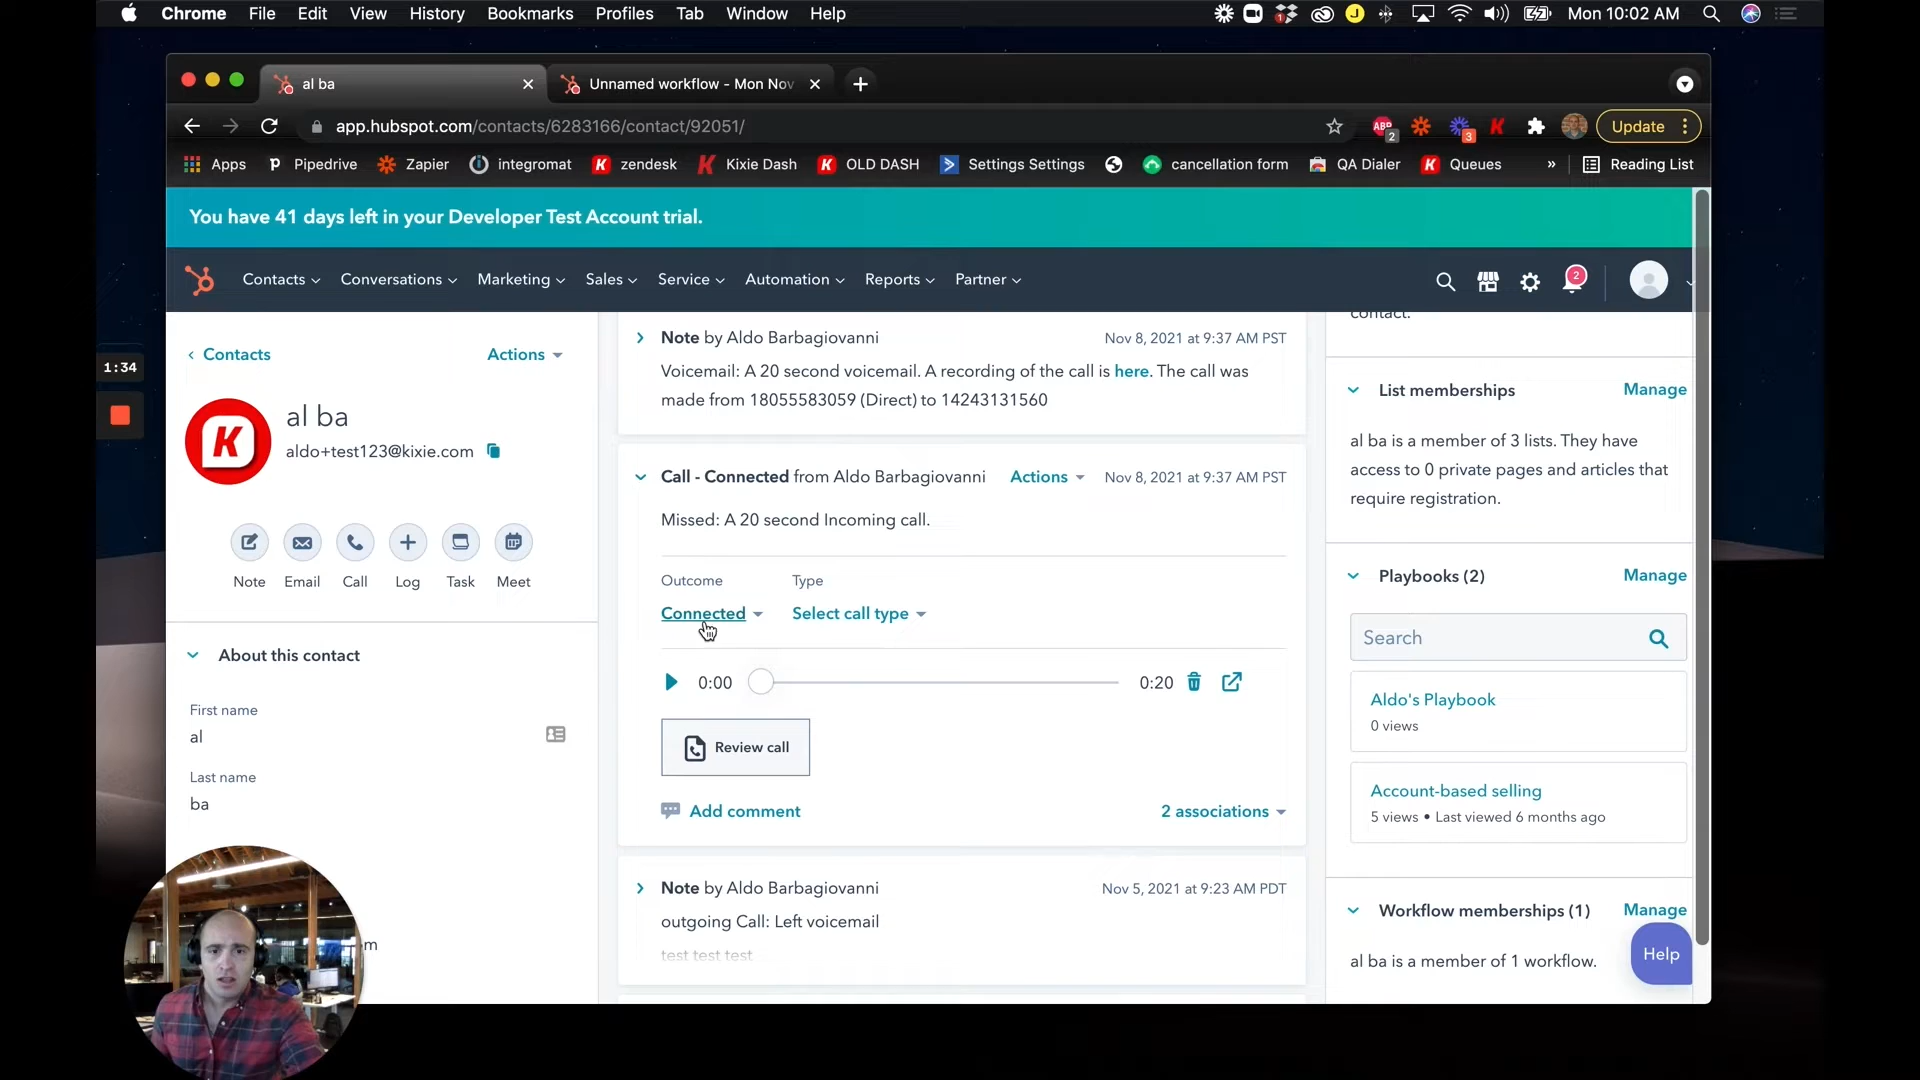 Chrome File Edit View History Bookmarks Profiles Tab Window Help
1 J Mon 10:02 AM
al ba
Unnamed workflow - Mon Nov
app.hubspot.com/contacts/6283166/contact/92051/
ABP 2 3 K Update
Apps Pipedrive Zapier integromat zendesk Kixie Dash OLD DASH Settings Settings cancellation form QA Dialer Queues » Reading List
You have 41 days left in your Developer Test Account trial.
Contacts Conversations Marketing Sales Service Automation Reports Partner
2
1:34
Contacts
Actions
K
al ba
aldo+test123@kixie.com
Note Email Call Log Task Meet
About this contact
First name
al
Last name
ba
m
Note by Aldo Barbagiovanni
Nov 8, 2021 at 9:37 AM PST
Voicemail: A 20 second voicemail. A recording of the call is here. The call was
made from 18055583059 (Direct) to 14243131560
Call - Connected from Aldo Barbagiovanni
Actions
Nov 8, 2021 at 9:37 AM PST
Missed: A 20 second Incoming call.
Outcome
Type
Connected
Select call type
0:00
0:20
Review call
Add comment
2 associations
Note by Aldo Barbagiovanni
Nov 5, 2021 at 9:23 AM PDT
outgoing Call: Left voicemail
test test test
contact.
List memberships
Manage
al ba is a member of 3 lists. They have
access to 0 private pages and articles that
require registration.
Playbooks (2)
Manage
Search
Aldo's Playbook
0 views
Account-based selling
5 views • Last viewed 6 months ago
Workflow memberships (1)
Manage
al ba is a member of 1 workflow.
Help